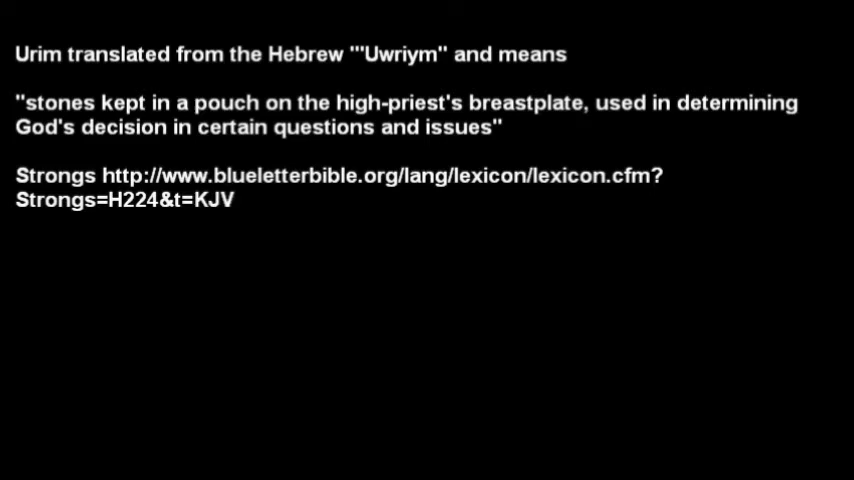 Urim translated from the Hebrew "'Uwriym" and means
"stones kept in a pouch on the high-priest's breastplate, used in determining
God's decision in certain questions and issues"
Strongs http://www.blueletterbible.org/lang/lexicon/lexicon.cfm?
Strongs=H224&t=KJV